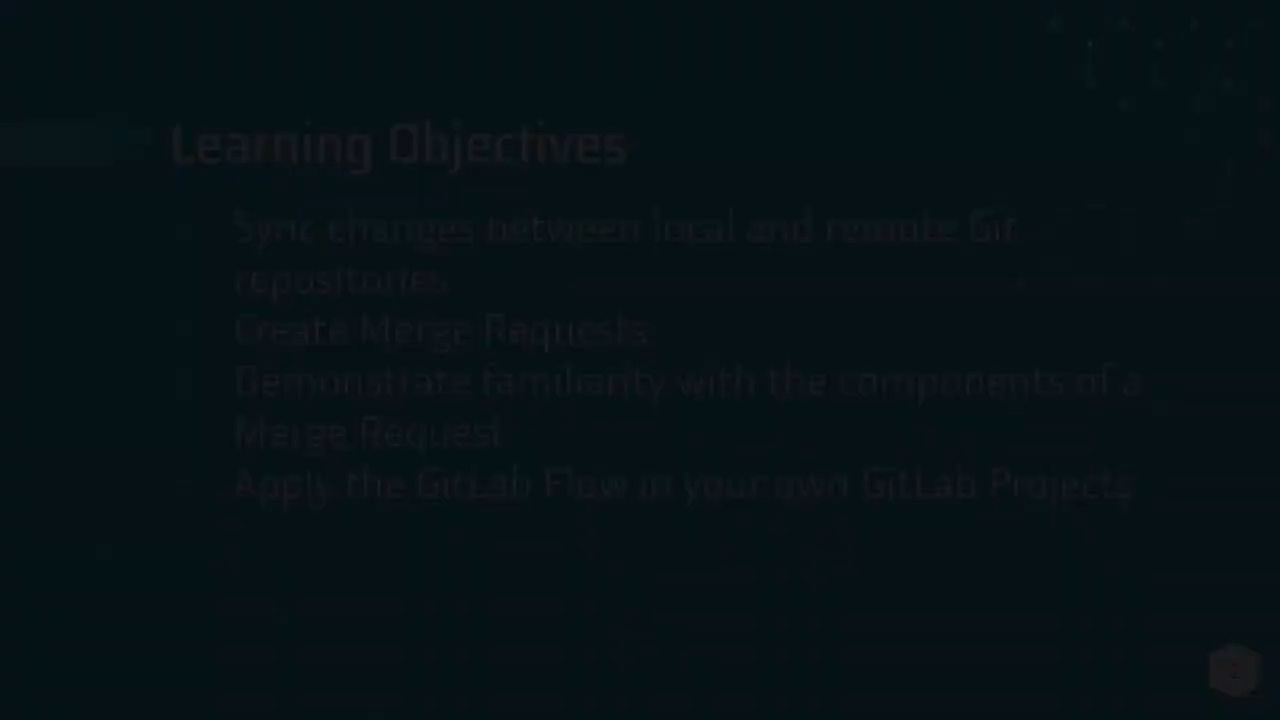 Learning Objectives
Sync changes between local and remote Git
repositories
Create Merge Requests
Demonstrate familiarity with the components of a
Merge Request
Apply the GitLab Flow in your own GitLab Projects
2